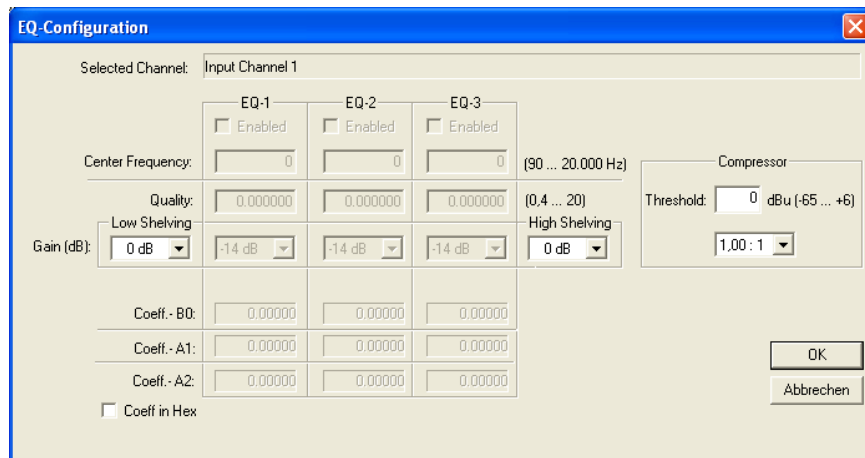 EQ-Configuration
Selected Channel: Input Channel 1
EQ-1 EQ-2 EQ-3
Enabled Enabled Enabled
Center Frequency: 0 0 0 (90 ... 20.000 Hz)
Compressor
Quality: 0.000000 0.000000 0.000000 (0,4 ... 20)
Threshold: 0 dBu (-65 ... +6)
Low Shelving High Shelving
Gain (dB): 0 dB -14 dB -14 dB -14 dB 0 dB
1,00 : 1
Coeff.- B0: 0.00000 0.00000 0.00000
Coeff.- A1: 0.00000 0.00000 0.00000
Coeff.- A2: 0.00000 0.00000 0.00000
Coeff in Hex
OK
Abbrechen